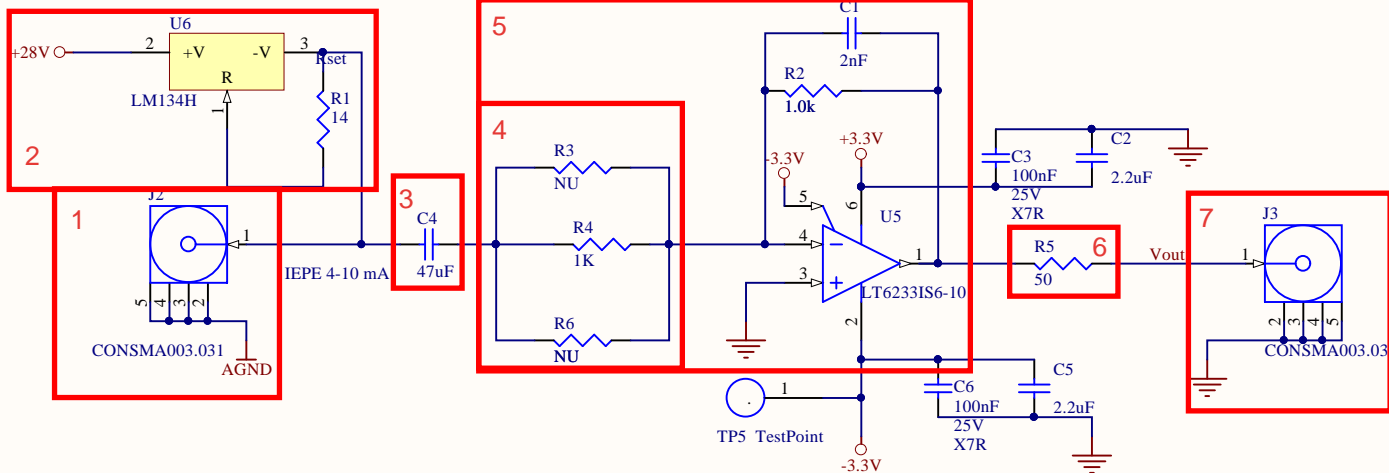 U6
+28V
2
+V
-V
3
Rset
R
LM134H
1
R1
14
2
J2
1
1
IEPE 4-10 mA
5
4
3
2
CONSMA003.031
AGND
3
C4
47uF
5
4
R3
NU
R4
1K
R6
NU
C1
2nF
R2
1.0k
-3.3V
+3.3V
5
6
U5
4
3
1
LT6233IS6-10
2
C3
100nF
25V
X7R
C2
2.2uF
R5
50
6
Vout
7
J3
1
2
3
4
5
CONSMA003.03
C6
100nF
25V
X7R
C5
2.2uF
1
TP5 TestPoint
-3.3V